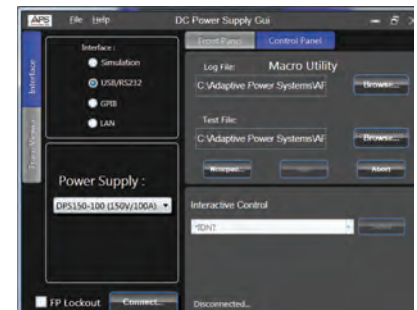 APS File Help DC Power Supply Gui
Interface
Interface :
Simulation
USB/RS232
GPIB
LAN
Power Supply :
DPS150-100 (150V/100A)
FP Lockout Connect...
Front Panel Control Panel
Log File: Macro Utility
C:\Adaptive Power Systems\AF Browse...
Test File:
C:\Adaptive Power Systems\AF Browse...
Abort
Interactive Control
*IDN?
Disconnected...